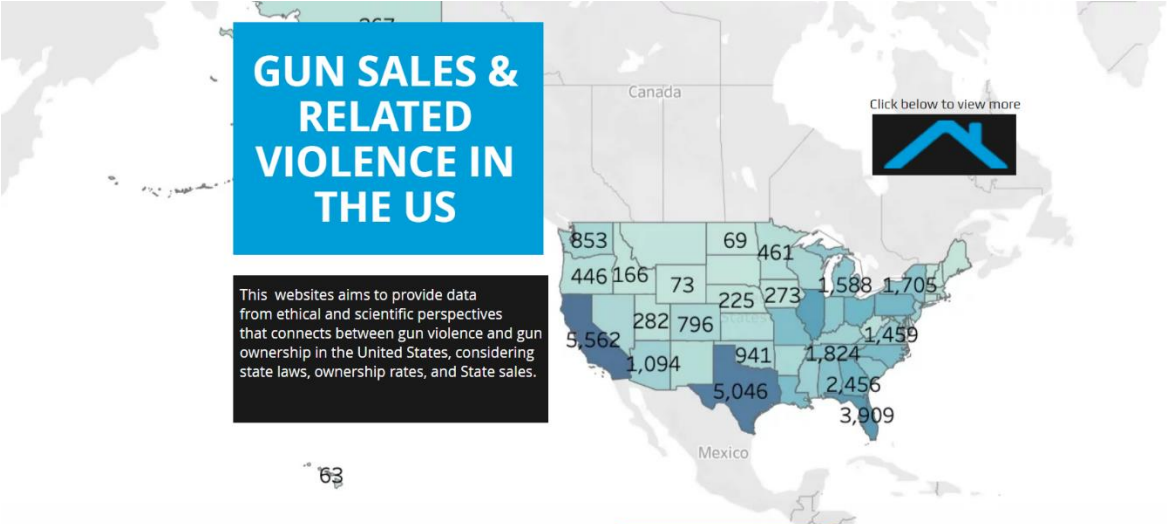 267
GUN SALES &
RELATED
VIOLENCE IN
THE US
Canada
Click below to view more
This websites aims to provide data
from ethical and scientific perspectives
that connects between gun violence and gun
ownership in the United States, considering
state laws, ownership rates, and State sales.
853
69
461
446
166
73
1,588
1,705
225
273
282
796
States
1,459
5,562
1,094
941
1,824
5,046
2,456
3,909
Mexico
63